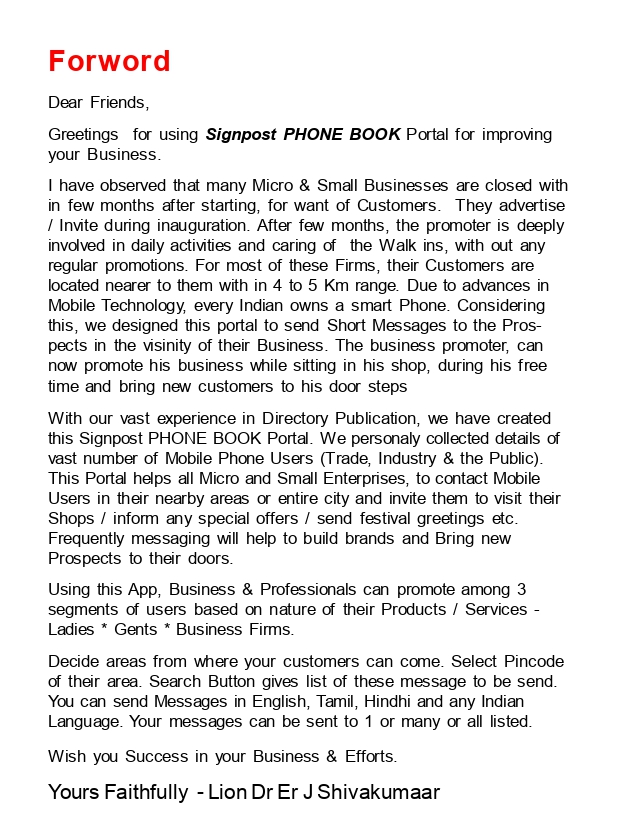 Forword
Dear Friends,
Greetings for using Signpost PHONE BOOK Portal for improving
your Business.
I have observed that many Micro & Small Businesses are closed with
in few months after starting, for want of Customers. They advertise
/ Invite during inauguration. After few months, the promoter is deeply
involved in daily activities and caring of the Walk ins, with out any
regular promotions. For most of these Firms, their Customers are
located nearer to them with in 4 to 5 Km range. Due to advances in
Mobile Technology, every Indian owns a smart Phone. Considering
this, we designed this portal to send Short Messages to the Pros-
pects in the visinity of their Business. The business promoter, can
now promote his business while sitting in his shop, during his free
time and bring new customers to his door steps
With our vast experience in Directory Publication, we have created
this Signpost PHONE BOOK Portal. We personaly collected details of
vast number of Mobile Phone Users (Trade, Industry & the Public).
This Portal helps all Micro and Small Enterprises, to contact Mobile
Users in their nearby areas or entire city and invite them to visit their
Shops / inform any special offers / send festival greetings etc.
Frequently messaging will help to build brands and Bring new
Prospects to their doors.
Using this App, Business & Professionals can promote among 3
segments of users based on nature of their Products / Services -
Ladies * Gents * Business Firms.
Decide areas from where your customers can come. Select Pincode
of their area. Search Button gives list of these message to be send.
You can send Messages in English, Tamil, Hindhi and any Indian
Language. Your messages can be sent to 1 or many or all listed.
Wish you Success in your Business & Efforts.
Yours Faithfully - Lion Dr Er J Shivakumaar